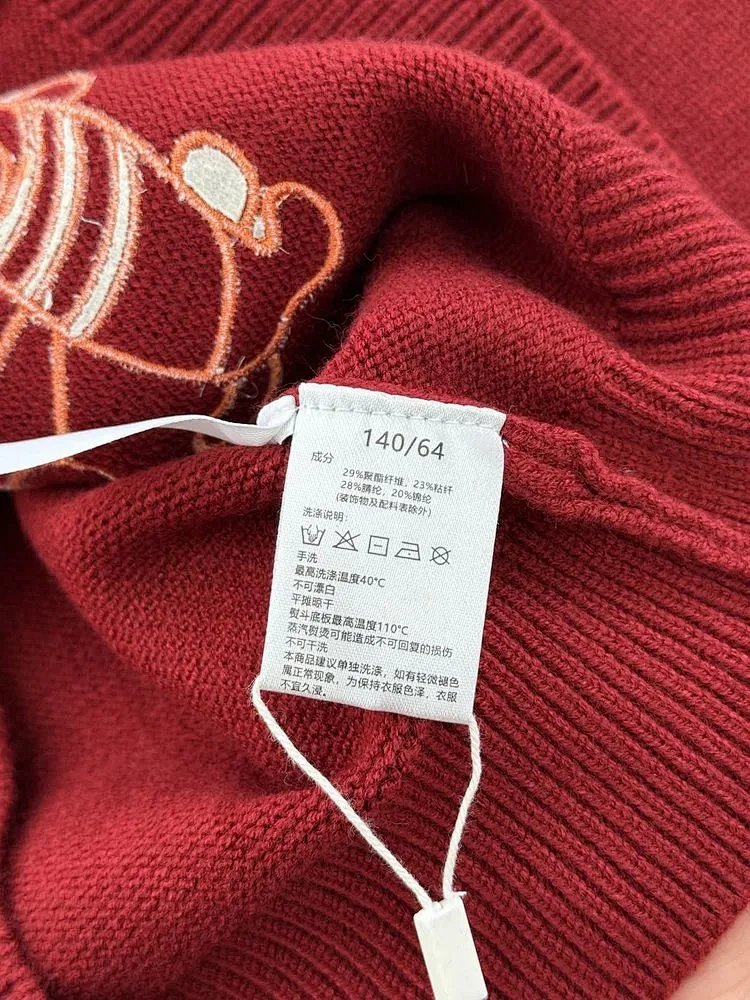 140/64
成分
29%聚酯纤维，23%粘纤
28%腈纶，20%锦纶
(装饰物及配料表除外)
洗涤说明:
手洗
最高洗涤温度40°C
不可漂白
平摊晾干
熨斗底板最高温度110°C
蒸汽熨烫可能造成不可回复的损伤
不可干洗
本商品建议单独洗涤，如有轻微褪色
属正常现象，为保持衣服色泽，衣服
不宜久浸。